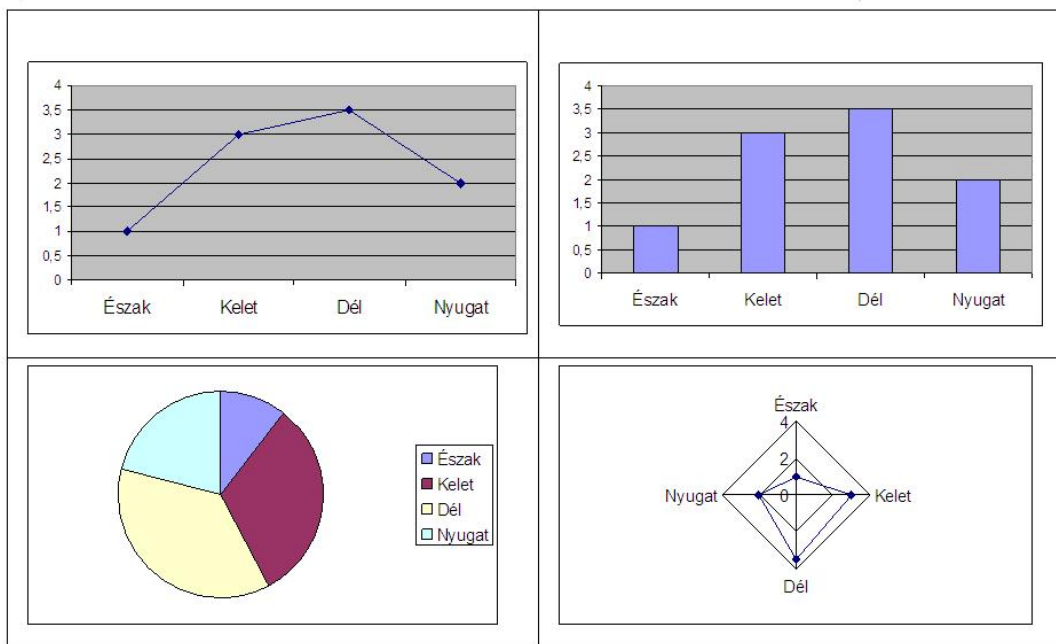 4
3,5
3
2,5
2
1,5
1
0,5
0
Észak Kelet Dél Nyugat
4
3,5
3
2,5
2
1,5
1
0,5
0
Észak Kelet Dél Nyugat
Észak
Kelet
Dél
Nyugat
Észak
4
2
Nyugat 0 Kelet
Dél